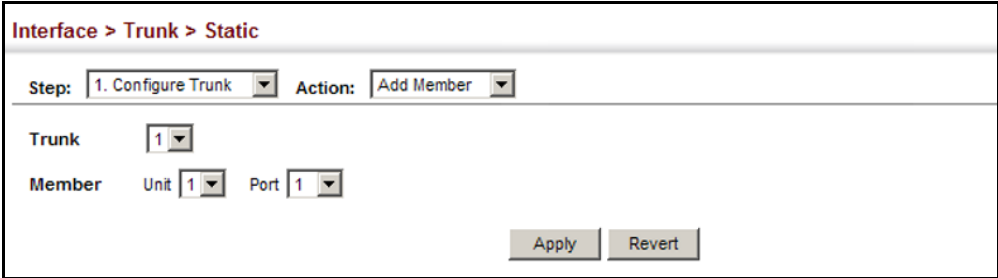 Interface > Trunk > Static
Step: 1. Configure Trunk Action: Add Member
Trunk 1
Member Unit 1 Port 1
Apply Revert